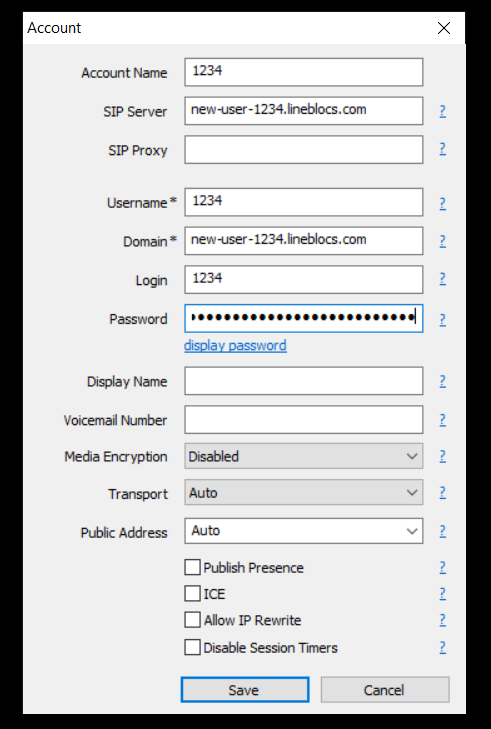 Account
Account Name 1234
SIP Server new-user-1234.lineblocs.com ?
SIP Proxy ?
Username * 1234 ?
Domain * new-user-1234.lineblocs.com ?
Login 1234 ?
Password ••••••••••••••••••••••••••• ?
display password
Display Name ?
Voicemail Number ?
Media Encryption Disabled ?
Transport Auto ?
Public Address Auto ?
Publish Presence ?
ICE ?
Allow IP Rewrite ?
Disable Session Timers ?
Save Cancel